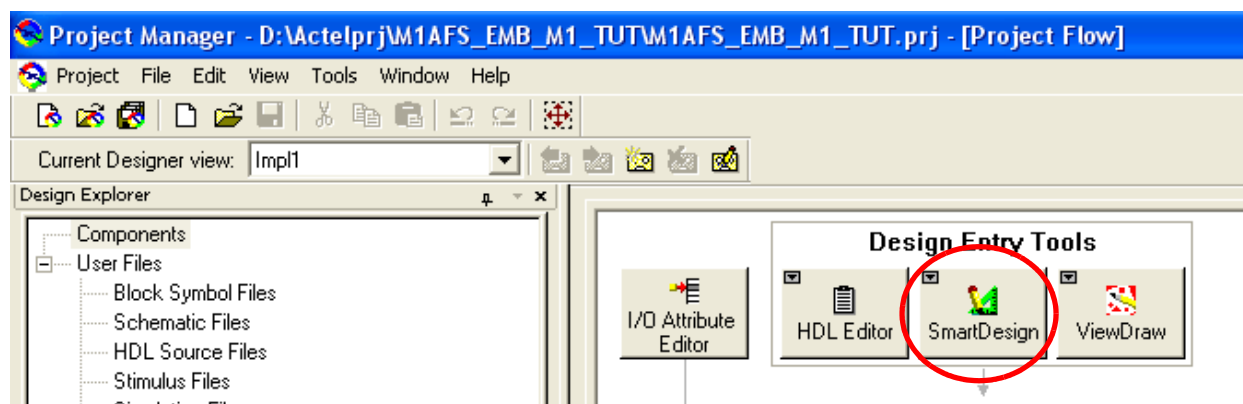 Project Manager - D:\Actelprj\M1AFS_EMB_M1_TUT\M1AFS_EMB_M1_TUT.prj - [Project Flow]
Project File Edit View Tools Window Help
Current Designer view: Impl1
Design Explorer
Components
User Files
Block Symbol Files
Schematic Files
HDL Source Files
Stimulus Files
Design Entry Tools
I/O Attribute
Editor
HDL Editor
SmartDesign
ViewDraw